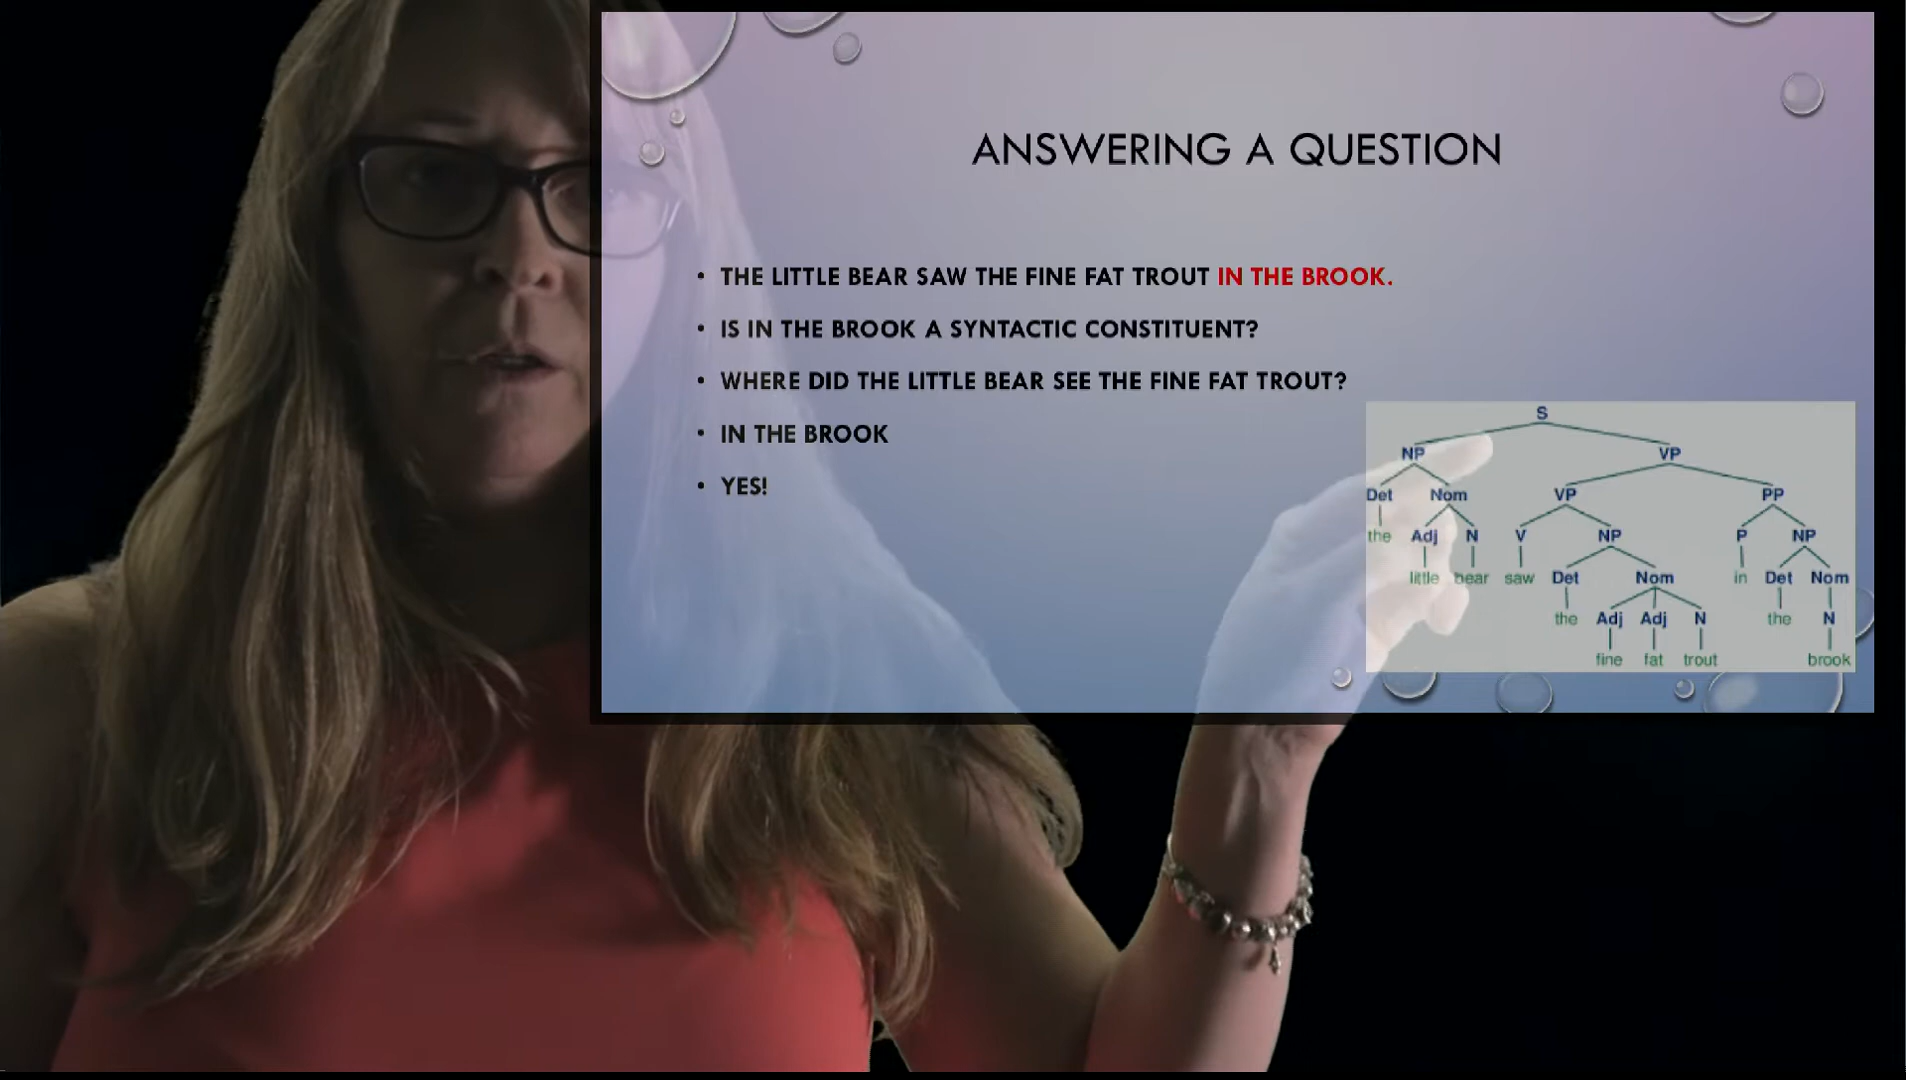 ANSWERING A QUESTION
• THE LITTLE BEAR SAW THE FINE FAT TROUT IN THE BROOK.
• IS IN THE BROOK A SYNTACTIC CONSTITUENT?
• WHERE DID THE LITTLE BEAR SEE THE FINE FAT TROUT?
• IN THE BROOK
• YES!
S
NP VP
Det Nom VP PP
the Adj N V NP P NP
little bear saw Det Nom in Det Nom
the Adj Adj N the N
fine fat trout brook